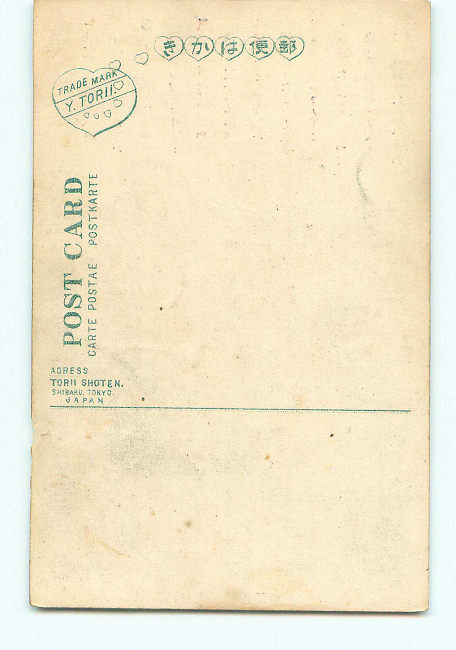 きかは便郵
TRADE MARK
Y. TORII.
POST CARD
CARTE POSTAE POSTKARTE
ADRESS
TORII SHOTEN.
SHIBAKU, TOKYO.
JAPAN